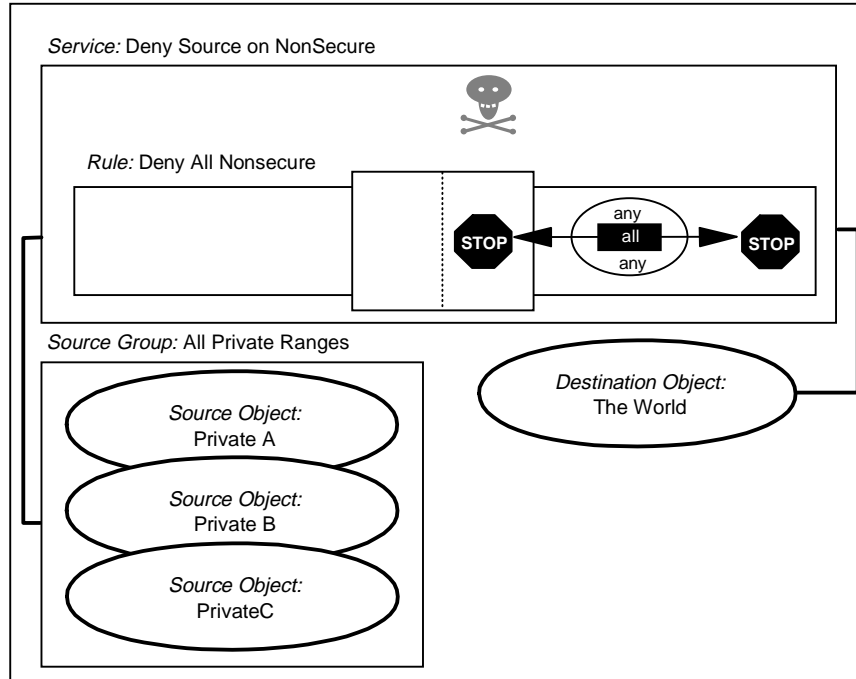 Service: Deny Source on NonSecure
Rule: Deny All Nonsecure
STOP
any
all
any
STOP
Source Group: All Private Ranges
Source Object:
Private A
Source Object:
Private B
Source Object:
PrivateC
Destination Object:
The World